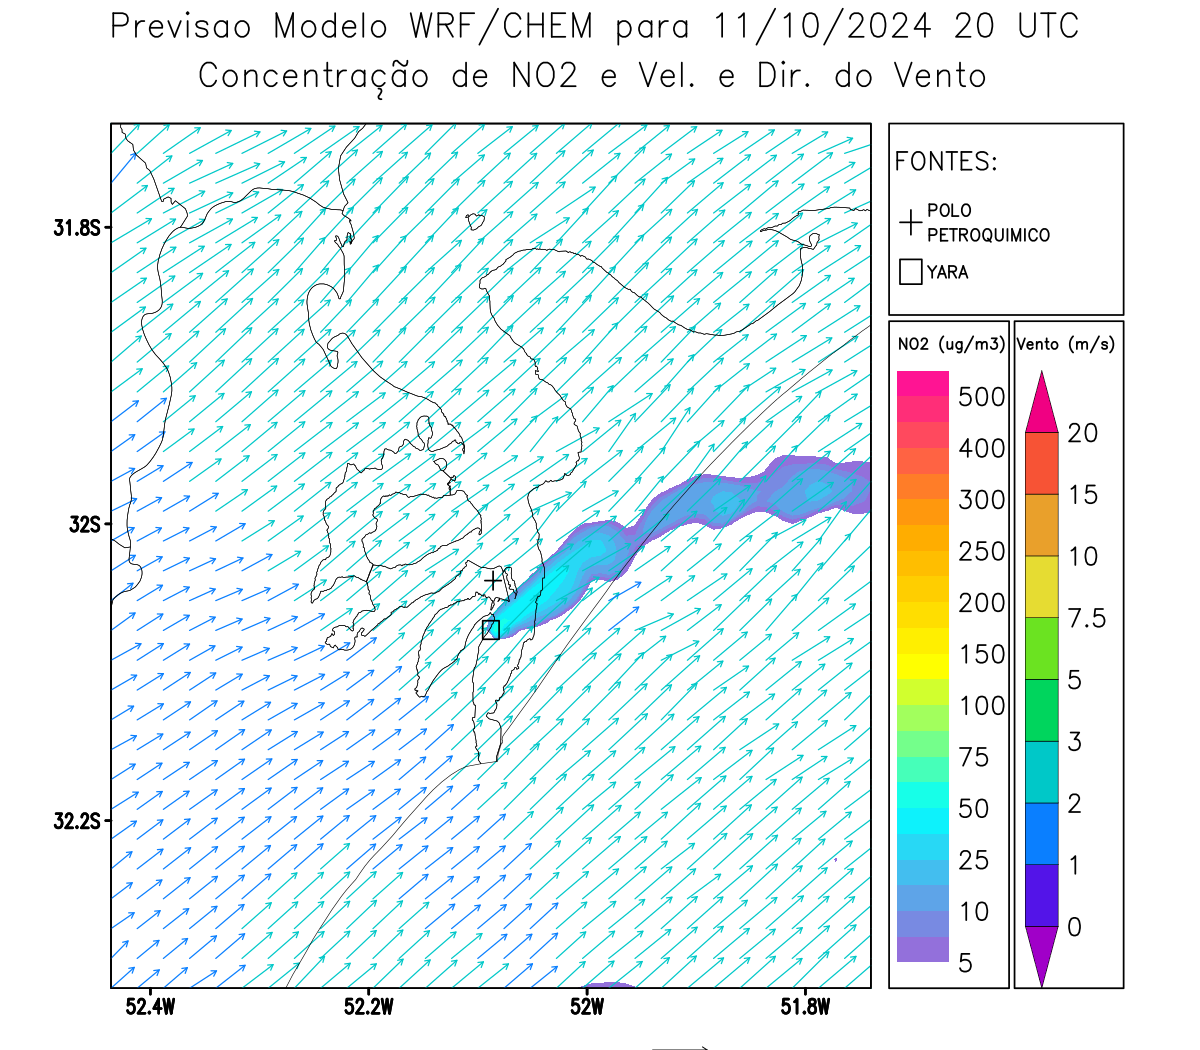 Previsao Modelo WRF/CHEM para 11/10/2024 20 UTC
Concentração de NO2 e Vel. e Dir. do Vento
FONTES:
POLO
PETROQUIMICO
YARA
31.8S
32S
32.2S
52.4W
52.2W
52W
51.8W
NO2 (ug/m3)
500
400
300
250
200
150
100
75
50
25
10
5
Vento (m/s)
20
15
10
7.5
5
3
2
1
0